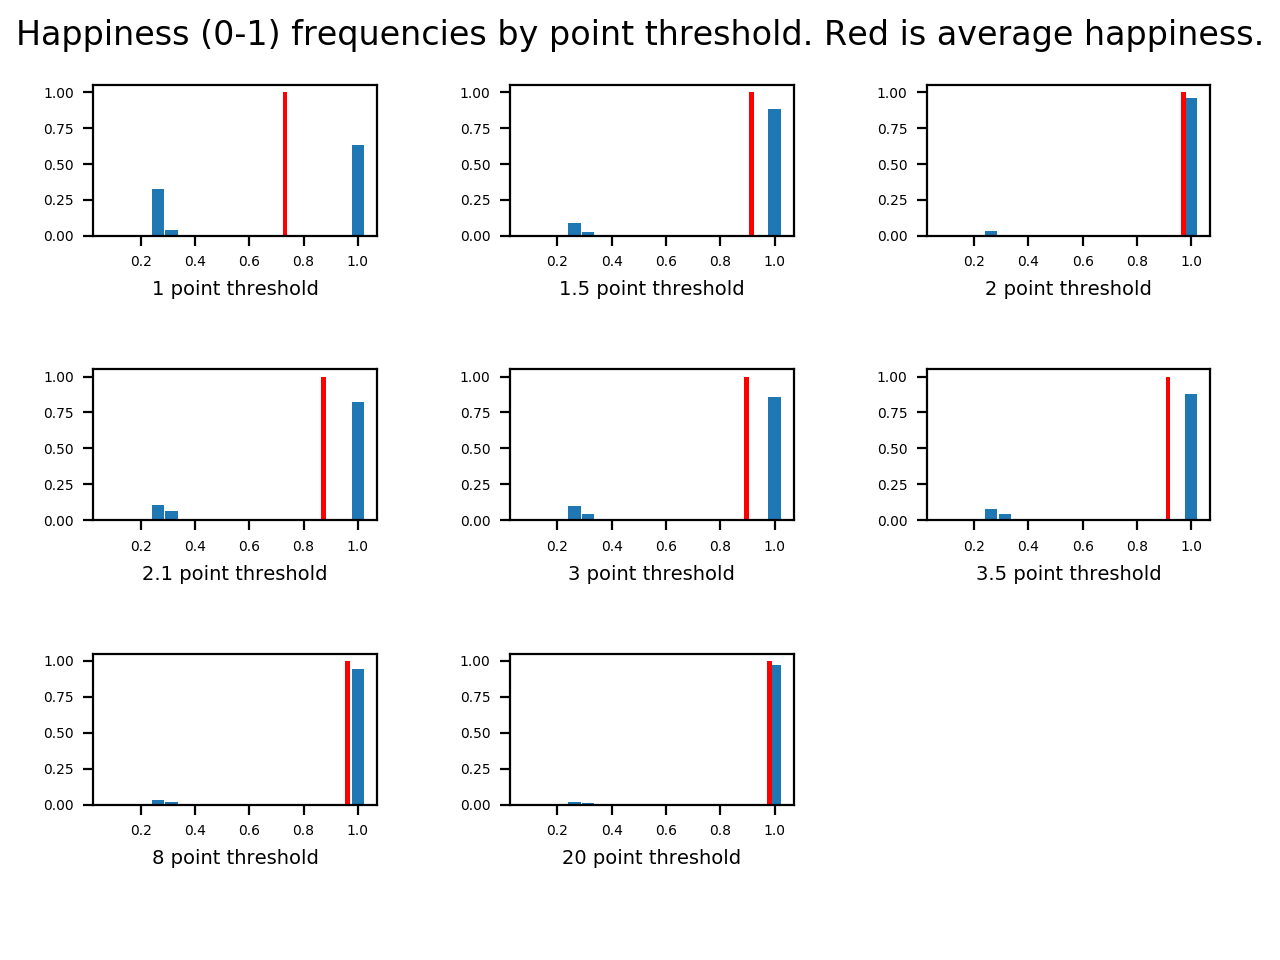 Happiness (0-1) frequencies by point threshold. Red is average happiness.
1.00 0.75 0.50 0.25 0.00
0.2 0.4 0.6 0.8 1.0
1 point threshold
1.00 0.75 0.50 0.25 0.00
0.2 0.4 0.6 0.8 1.0
1.5 point threshold
1.00 0.75 0.50 0.25 0.00
0.2 0.4 0.6 0.8 1.0
2 point threshold
1.00 0.75 0.50 0.25 0.00
0.2 0.4 0.6 0.8 1.0
2.1 point threshold
1.00 0.75 0.50 0.25 0.00
0.2 0.4 0.6 0.8 1.0
3 point threshold
1.00 0.75 0.50 0.25 0.00
0.2 0.4 0.6 0.8 1.0
3.5 point threshold
1.00 0.75 0.50 0.25 0.00
0.2 0.4 0.6 0.8 1.0
8 point threshold
1.00 0.75 0.50 0.25 0.00
0.2 0.4 0.6 0.8 1.0
20 point threshold